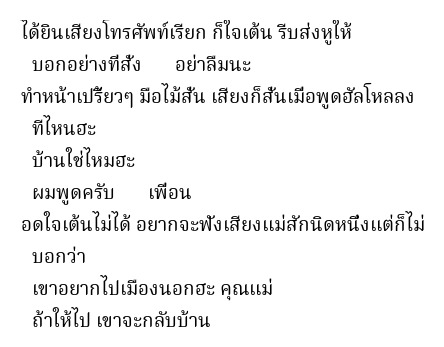 ได้ยินเสียงโทรศัพท์เรียก ก็ใจเต้น รีบส่งหูให้
บอกอย่างที่สั่ง อย่าลืมนะ
ทำหน้าเปรี้ยวๆ มือไม้สั่น เสียงก็สั่นเมื่อพูดฮัลโหลลง
ที่ไหนฮะ
บ้านใช่ไหมฮะ
ผมพูดครับ เพื่อน
อดใจเต้นไม่ได้ อยากจะฟังเสียงแม่สักนิดหนึ่งแต่ก็ไม่
บอกว่า
เขาอยากไปเมืองนอกฮะ คุณแม่
ถ้าให้ไป เขาจะกลับบ้าน